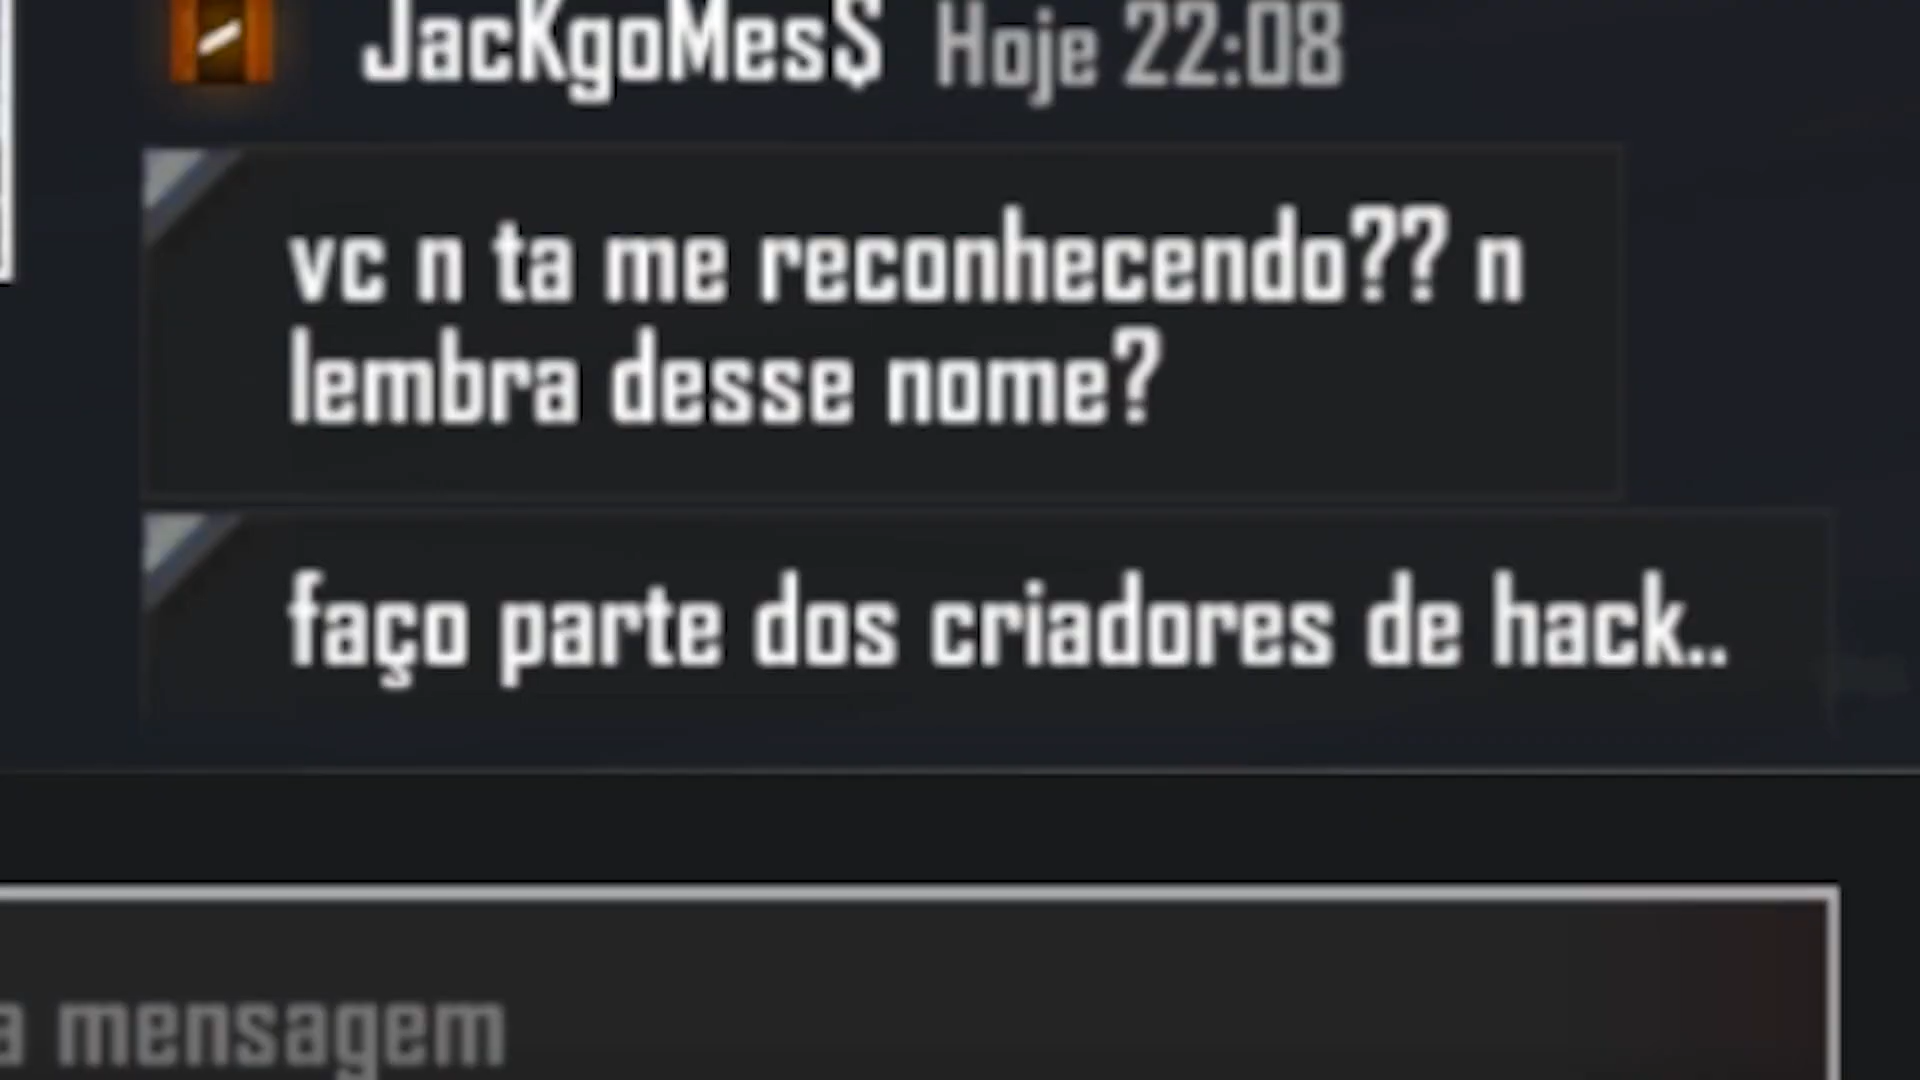 JacKgoMes$ Hoje 22:08
vc n ta me reconhecendo?? n
lembra desse nome?
faço parte dos criadores de hack..
a mensagem